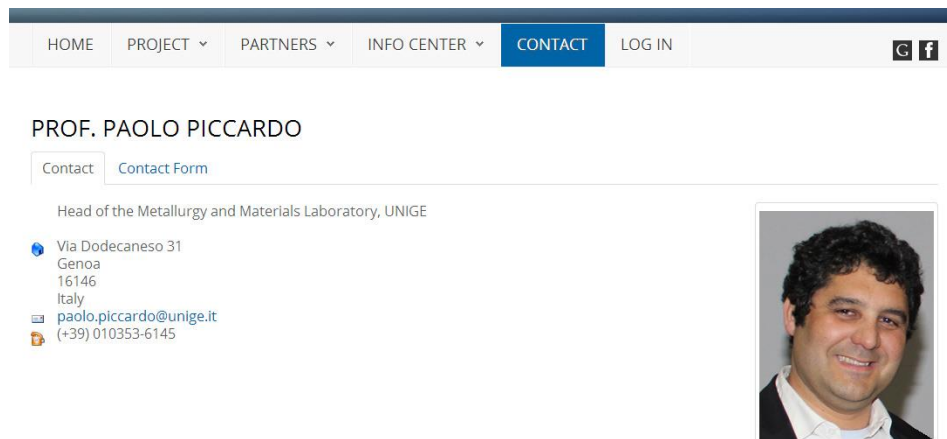 HOME PROJECT PARTNERS INFO CENTER CONTACT LOG IN G f
PROF. PAOLO PICCARDO
Contact Contact Form
Head of the Metallurgy and Materials Laboratory, UNIGE
Via Dodecaneso 31
Genoa
16146
Italy
paolo.piccardo@unige.it
(+39) 010353-6145